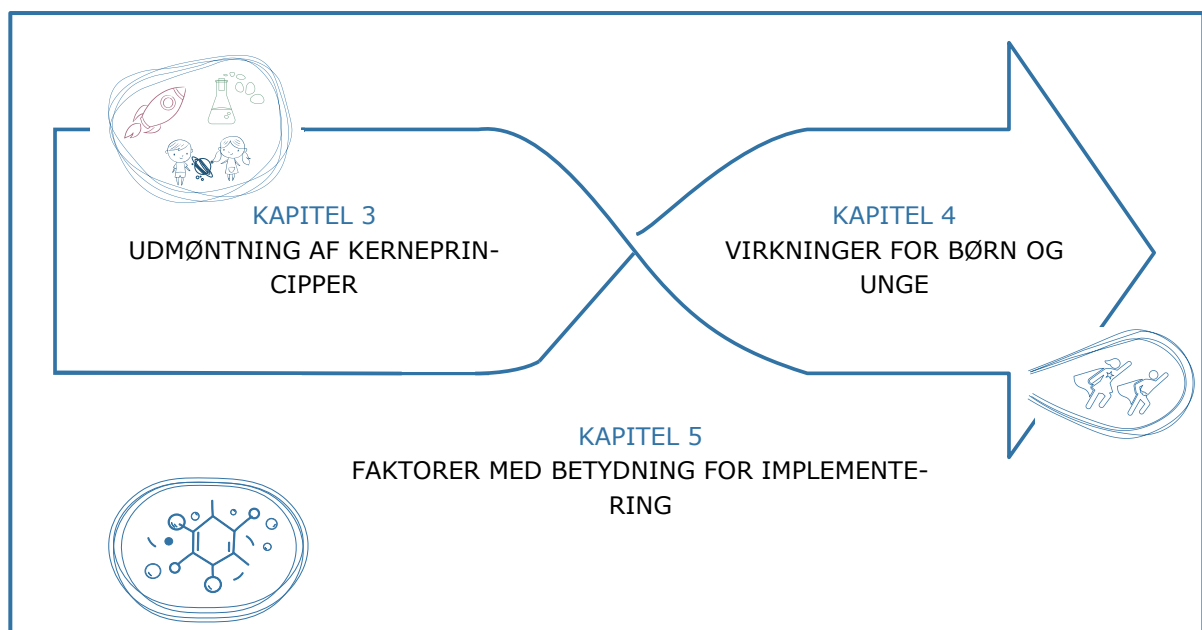 KAPITEL 3
UDMØNTNING AF KERNEPRIN-
CIPPER
KAPITEL 4
VIRKNINGER FOR BØRN OG
UNGE
KAPITEL 5
FAKTORER MED BETYDNING FOR IMPLEMENTE-
RING